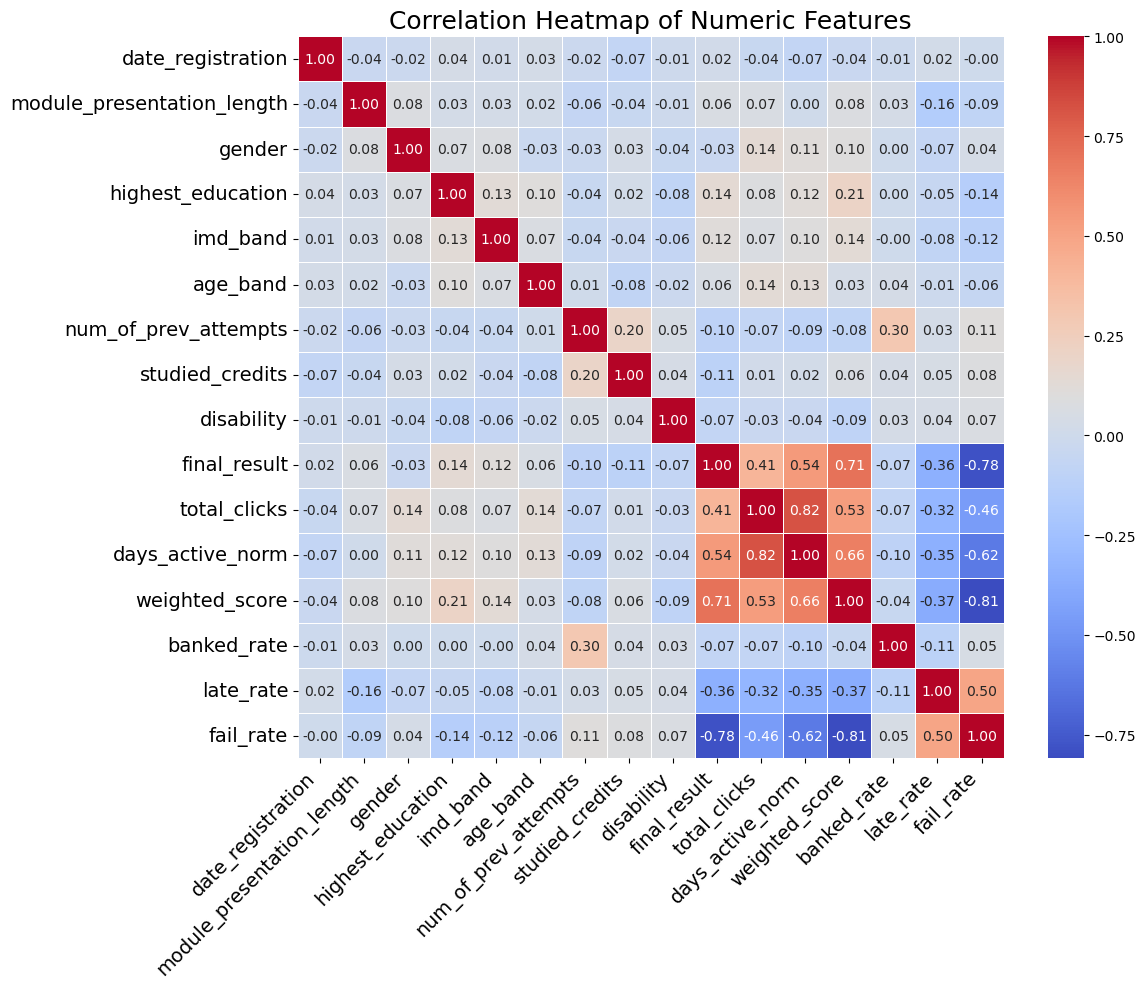 Correlation Heatmap of Numeric Features
date_registration 1.00 -0.04 -0.02 0.04 0.01 0.03 -0.02 -0.07 -0.01 0.02 -0.04 -0.07 -0.04 -0.01 0.02 -0.00
module_presentation_length -0.04 1.00 0.08 0.03 0.03 0.02 -0.06 -0.04 -0.01 0.06 0.07 0.00 0.08 0.03 -0.16 -0.09
gender -0.02 0.08 1.00 0.07 0.08 -0.03 -0.03 0.03 -0.04 -0.03 0.14 0.11 0.10 0.00 -0.07 0.04
highest_education 0.04 0.03 0.07 1.00 0.13 0.10 -0.04 0.02 -0.08 0.14 0.08 0.12 0.21 0.00 -0.05 -0.14
imd_band 0.01 0.03 0.08 0.13 1.00 0.07 -0.04 -0.04 -0.06 0.12 0.07 0.10 0.14 -0.00 -0.08 -0.12
age_band 0.03 0.02 -0.03 0.10 0.07 1.00 0.01 -0.08 -0.02 0.06 0.14 0.13 0.03 0.04 -0.01 -0.06
num_of_prev_attempts -0.02 -0.06 -0.03 -0.04 -0.04 0.01 1.00 0.20 0.05 -0.10 -0.07 -0.09 -0.08 0.30 0.03 0.11
studied_credits -0.07 -0.04 0.03 0.02 -0.04 -0.08 0.20 1.00 0.04 -0.11 0.01 0.02 0.06 0.04 0.05 0.08
disability -0.01 -0.01 -0.04 -0.08 -0.06 -0.02 0.05 0.04 1.00 -0.07 -0.03 -0.04 -0.09 0.03 0.04 0.07
final_result 0.02 0.06 -0.03 0.14 0.12 0.06 -0.10 -0.11 -0.07 1.00 0.41 0.54 0.71 -0.07 -0.36 -0.78
total_clicks -0.04 0.07 0.14 0.08 0.07 0.14 -0.07 0.01 -0.03 0.41 1.00 0.82 0.53 -0.07 -0.32 -0.46
days_active_norm -0.07 0.00 0.11 0.12 0.10 0.13 -0.09 0.02 -0.04 0.54 0.82 1.00 0.66 -0.10 -0.35 -0.62
weighted_score -0.04 0.08 0.10 0.21 0.14 0.03 -0.08 0.06 -0.09 0.71 0.53 0.66 1.00 -0.04 -0.37 -0.81
banked_rate -0.01 0.03 0.00 0.00 -0.00 0.04 0.30 0.04 0.03 -0.07 -0.07 -0.10 -0.04 1.00 -0.11 0.05
late_rate 0.02 -0.16 -0.07 -0.05 -0.08 -0.01 0.03 0.05 0.04 -0.36 -0.32 -0.35 -0.37 -0.11 1.00 0.50
fail_rate -0.00 -0.09 0.04 -0.14 -0.12 -0.06 0.11 0.08 0.07 -0.78 -0.46 -0.62 -0.81 0.05 0.50 1.00
date_registration
module_presentation_length
gender
highest_education
imd_band
age_band
num_of_prev_attempts
studied_credits
disability
final_result
total_clicks
days_active_norm
weighted_score
banked_rate
late_rate
fail_rate
1.00
0.75
0.50
0.25
0.00
−0.25
−0.50
−0.75